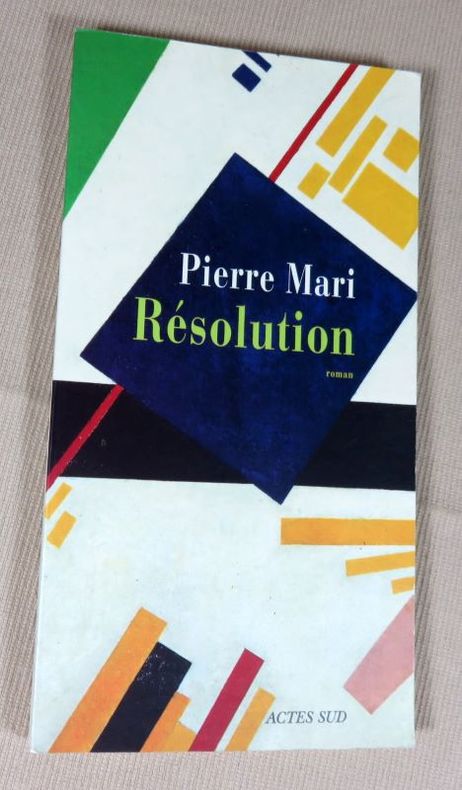 Pierre Mari
Résolution
roman
ACTES SUD